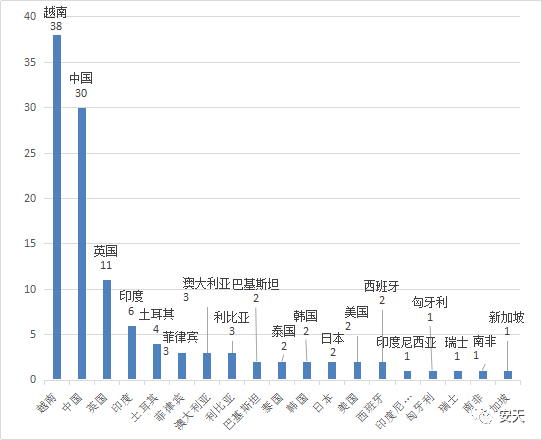 40
35
30
25
20
15
10
5
0
越南
38
中国
30
英国
11
印度
6
土耳其
4
菲律宾
3
澳大利亚
3
利比亚
3
巴基斯坦
2
泰国
2
韩国
2
日本
2
美国
2
西班牙
2
印度尼西亚
1
匈牙利
1
瑞士
1
南非
1
新加坡
1
越南
中国
英国
印度
土耳其
菲律宾
澳大利亚
利比亚
巴基斯坦
泰国
韩国
日本
美国
西班牙
印度尼…
匈牙利
瑞士
南非
加坡
安天